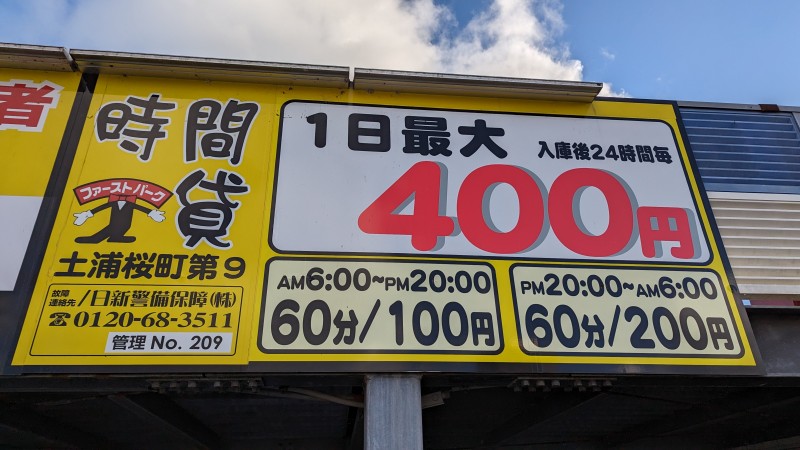 者
時間
貸
ファーストパーク
土浦桜町第9
故障
連絡先 /日新警備保障(株)
☎0120-68-3511
管理 No. 209
1日最大
入庫後24時間毎
400円
AM6:00~PM20:00
60分/100円
PM20:00~AM6:00
60分/200円